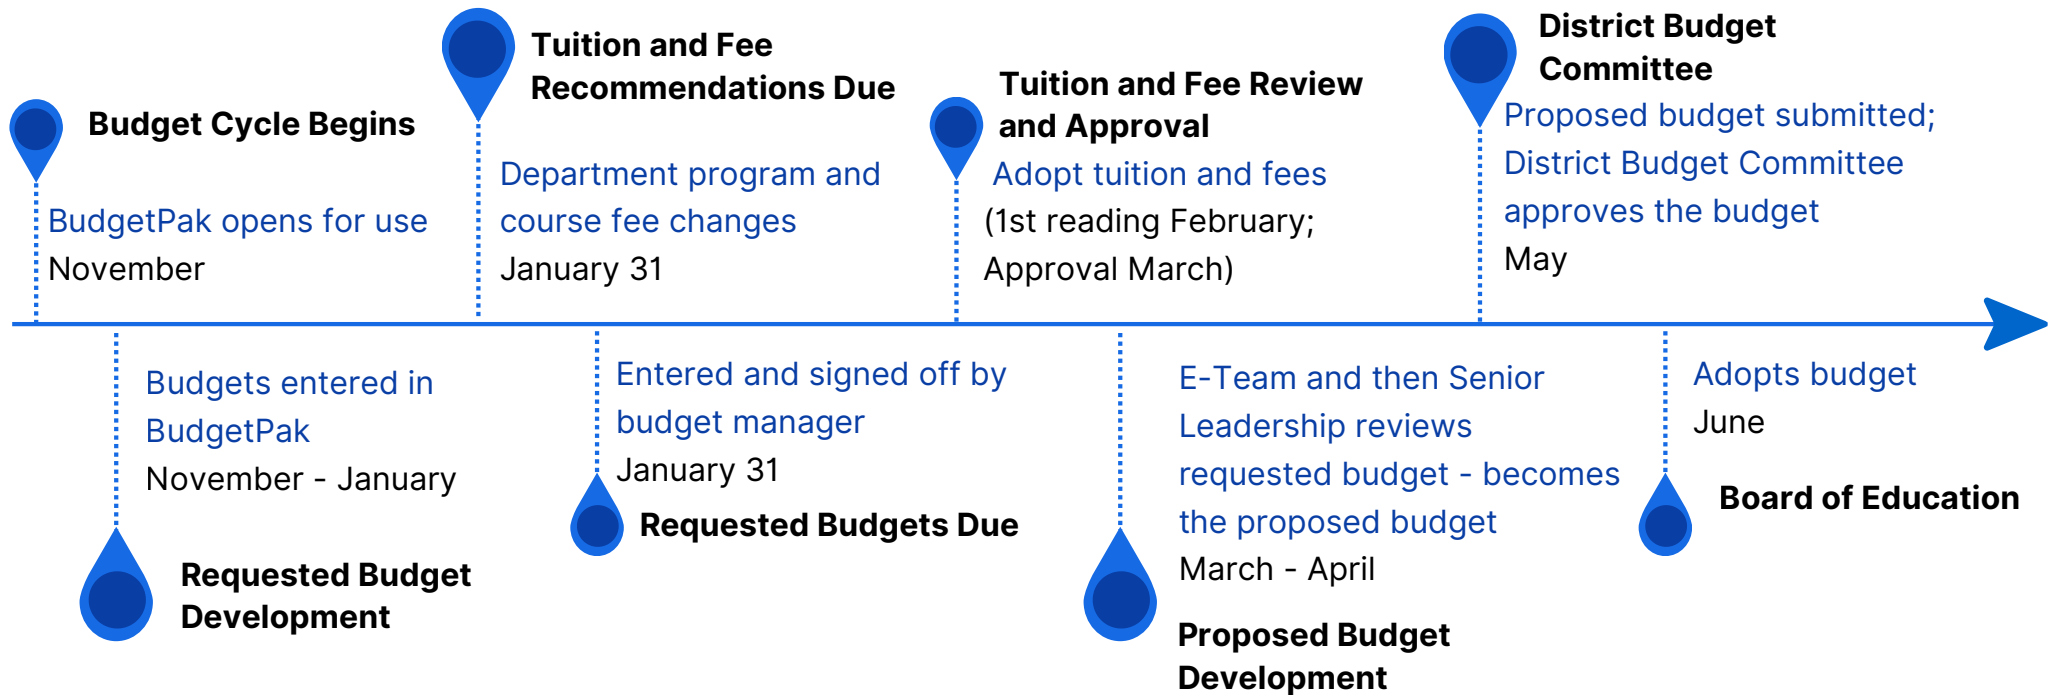 Budget Cycle Begins
BudgetPak opens for use
November
Budgets entered in
BudgetPak
November - January
Requested Budget
Development
Tuition and Fee
Recommendations Due
Department program and
course fee changes
January 31
Entered and signed off by
budget manager
January 31
Requested Budgets Due
Tuition and Fee Review
and Approval
Adopt tuition and fees
(1st reading February;
Approval March)
E-Team and then Senior
Leadership reviews
requested budget - becomes
the proposed budget
March - April
Proposed Budget
Development
District Budget
Committee
Proposed budget submitted;
District Budget Committee
approves the budget
May
Adopts budget
June
Board of Education